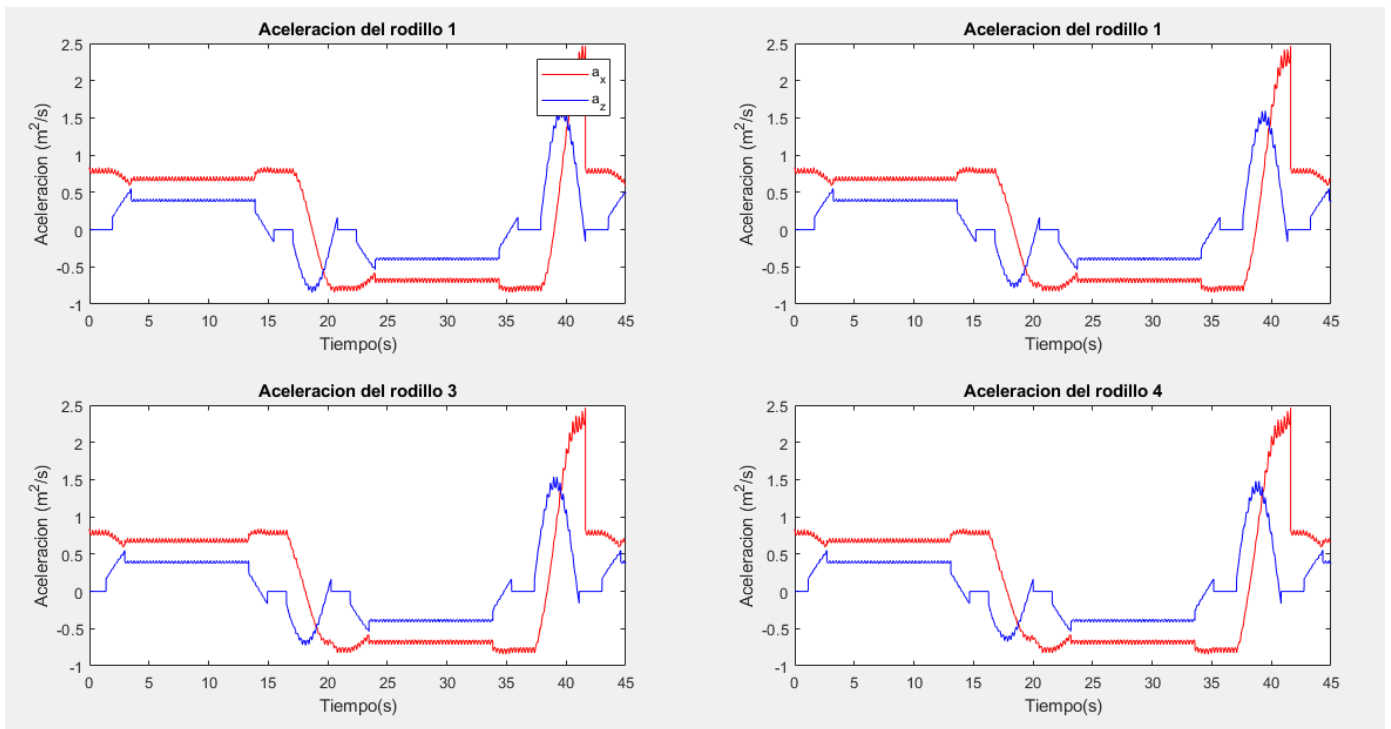 Aceleracion del rodillo 1
2.5
2
1.5
1
0.5
0
-0.5
-1
Aceleracion (m²/s)
a_x
a_z
0 5 10 15 20 25 30 35 40 45
Tiempo(s)
Aceleracion del rodillo 1
2.5
2
1.5
1
0.5
0
-0.5
-1
Aceleracion (m²/s)
0 5 10 15 20 25 30 35 40 45
Tiempo(s)
Aceleracion del rodillo 3
2.5
2
1.5
1
0.5
0
-0.5
-1
Aceleracion (m²/s)
0 5 10 15 20 25 30 35 40 45
Tiempo(s)
Aceleracion del rodillo 4
2.5
2
1.5
1
0.5
0
-0.5
-1
Aceleracion (m²/s)
0 5 10 15 20 25 30 35 40 45
Tiempo(s)